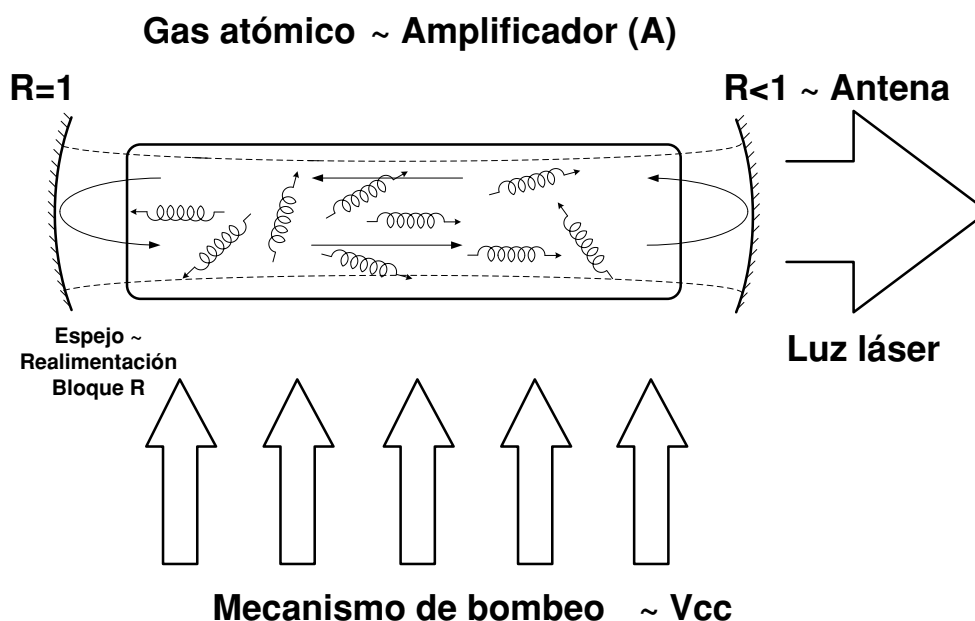 Gas atómico ~ Amplificador (A)
R=1
R<1 ~ Antena
Espejo ~
Realimentación
Bloque R
Luz láser
Mecanismo de bombeo ~ Vcc